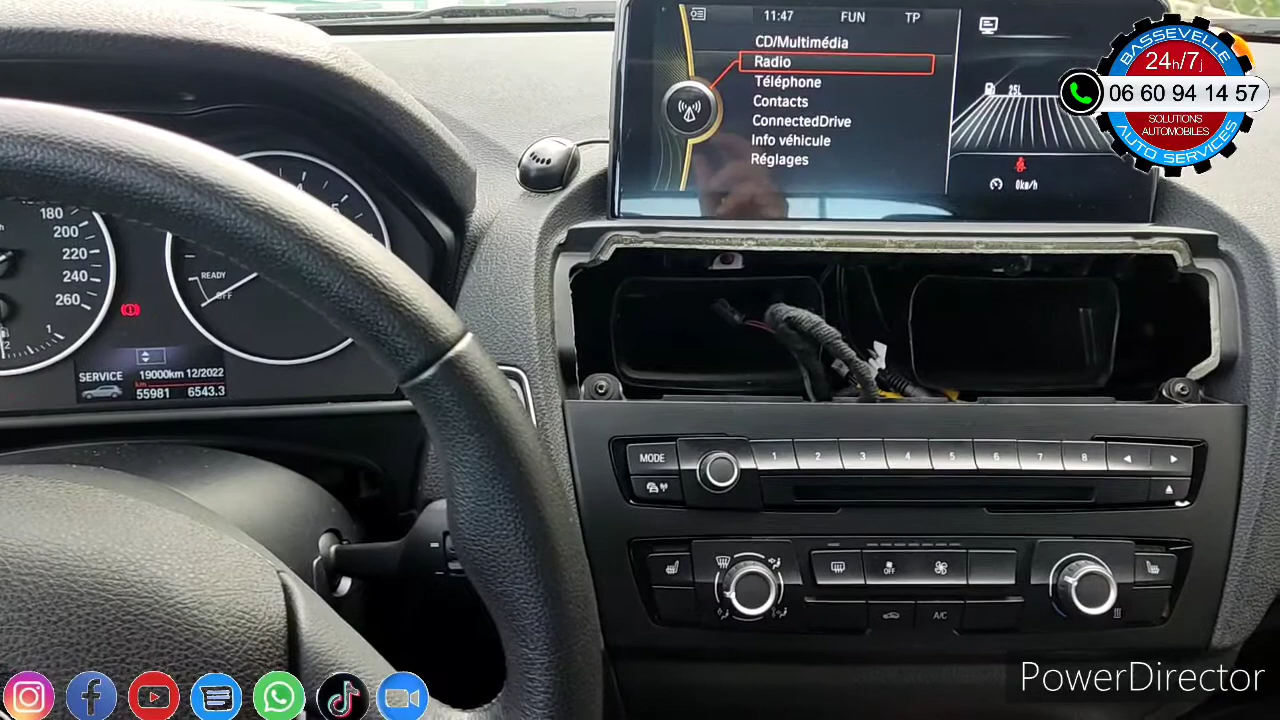 11:47 FUN TP
CD/Multimédia
Radio
Téléphone
Contacts
ConnectedDrive
Info véhicule
Réglages
25L
0km/h
BASSEVELLE
24h/7j
06 60 94 14 57
SOLUTIONS
AUTOMOBILES
AUTO SERVICES
180
200
220
240
260
1
READY
OFF
SERVICE
19000km 12/2022
km
55981 6543.3
MODE
1 2 3 4 5 6 7 8
OFF
A/C
PowerDirector